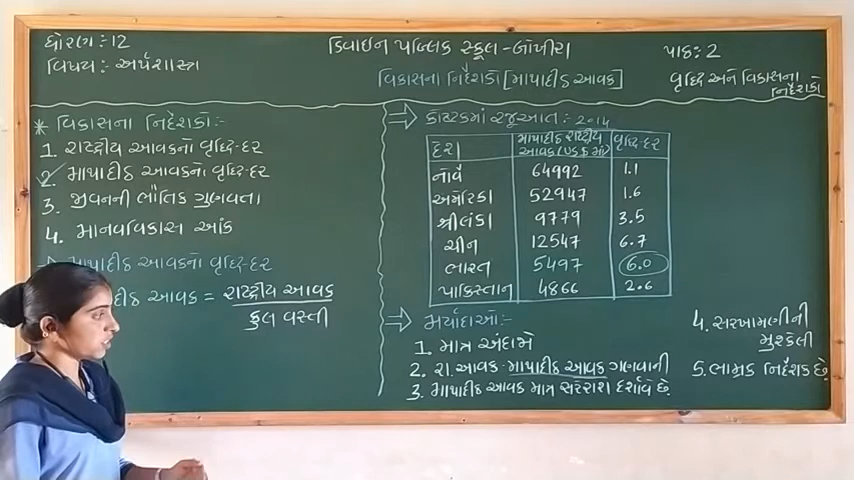 ધોરણ :- 12
વિષય :- અર્થશાસ્ત્ર
ડિવાઇન પબ્લિક સ્કૂલ - બોખીરા
વિકાસના નિર્દેશકો [માથાદીઠ આવક]
પાઠ : 2
વૃદ્ધિ અને વિકાસના
નિર્દેશકો
* વિકાસના નિર્દેશકો :-
1. રાષ્ટ્રીય આવકનો વૃદ્ધિ-દર
2. માથાદીઠ આવકનો વૃદ્ધિ-દર
3. જીવનની ભૌતિક ગુણવત્તા
4. માનવવિકાસ આંક
માથાદીઠ આવકનો વૃદ્ધિ-દર
દીઠ આવક = રાષ્ટ્રીય આવક
કુલ વસ્તી
⇒ કોષ્ટકમાં રજૂઆત :- 2014
દેશ માથાદીઠ રાષ્ટ્રીય આવક (US $ માં) વૃદ્ધિ-દર
નોર્વે 64992 1.1
અમેરિકા 52947 1.6
શ્રીલંકા 9779 3.5
ચીન 12547 6.7
ભારત 5497 6.0
પાકિસ્તાન 4866 2.6
⇒ મર્યાદાઓ :-
1. માત્ર અંદાજો
2. રા. આવક - માથાદીઠ આવક ગણવાની
3. માથાદીઠ આવક માત્ર સરેરાશ દર્શાવે છે.
4. સરખામણીની
મુશ્કેલી
5. ભ્રામક નિર્દેશક છે.